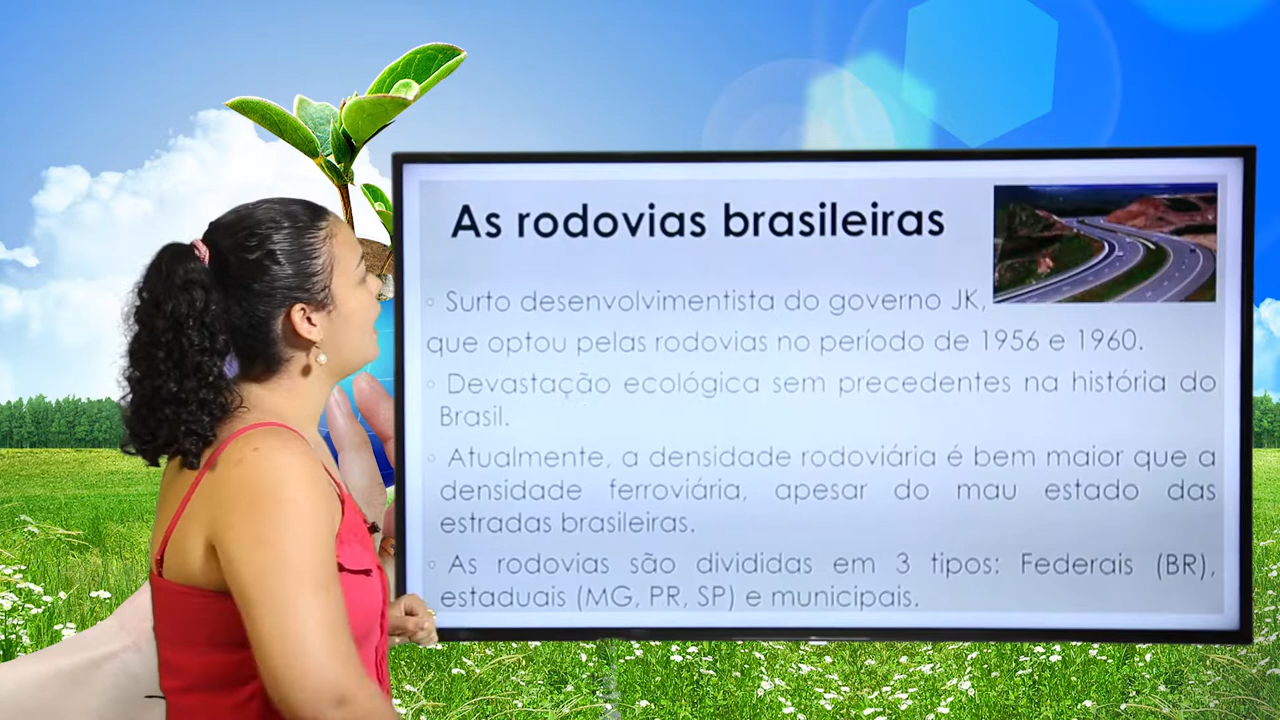 As rodovias brasileiras
◦ Surto desenvolvimentista do governo JK,
que optou pelas rodovias no período de 1956 e 1960.
◦ Devastação ecológica sem precedentes na história do
Brasil.
◦ Atualmente, a densidade rodoviária é bem maior que a
densidade ferroviária, apesar do mau estado das
estradas brasileiras.
◦ As rodovias são divididas em 3 tipos: Federais (BR),
estaduais (MG, PR, SP) e municipais.